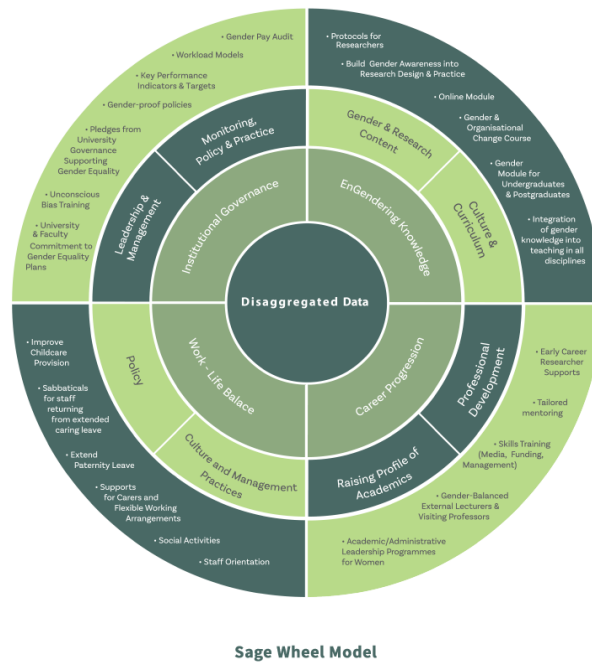 • Gender Pay Audit
• Workload Models
• Key Performance
Indicators & Targets
• Gender-proof policies
• Pledges from
University
Governance
Supporting
Gender Equality
• Unconscious
Bias Training
• University
& Faculty
Commitment to
Gender Equality
Plans
• Protocols for
Researchers
• Build Gender Awareness into
Research Design & Practice
• Online Module
• Gender &
Organisational
Change Course
• Gender
Module for
Undergraduates
& Postgraduates
• Integration
of gender
knowledge into
teaching in all
disciplines
Monitoring,
Policy & Practice
Leadership &
Management
Gender & Research
Content
Culture &
Curriculum
Institutional Governance
EnGendering Knowledge
Disaggregated Data
Work - Life Balace
Career Progression
Policy
Culture and Management
Practices
Professional
Development
Raising Profile of
Academics
• Improve
Childcare
Provision
• Sabbaticals
for staff
returning
from extended
caring leave
• Extend
Paternity Leave
• Supports
for Carers and
Flexible Working
Arrangements
• Social Activities
• Staff Orientation
• Early Career
Researcher
Supports
• Tailored
mentoring
• Skills Training
(Media, Funding,
Management)
• Gender-Balanced
External Lecturers &
Visiting Professors
• Academic/Administrative
Leadership Programmes
for Women
Sage Wheel Model